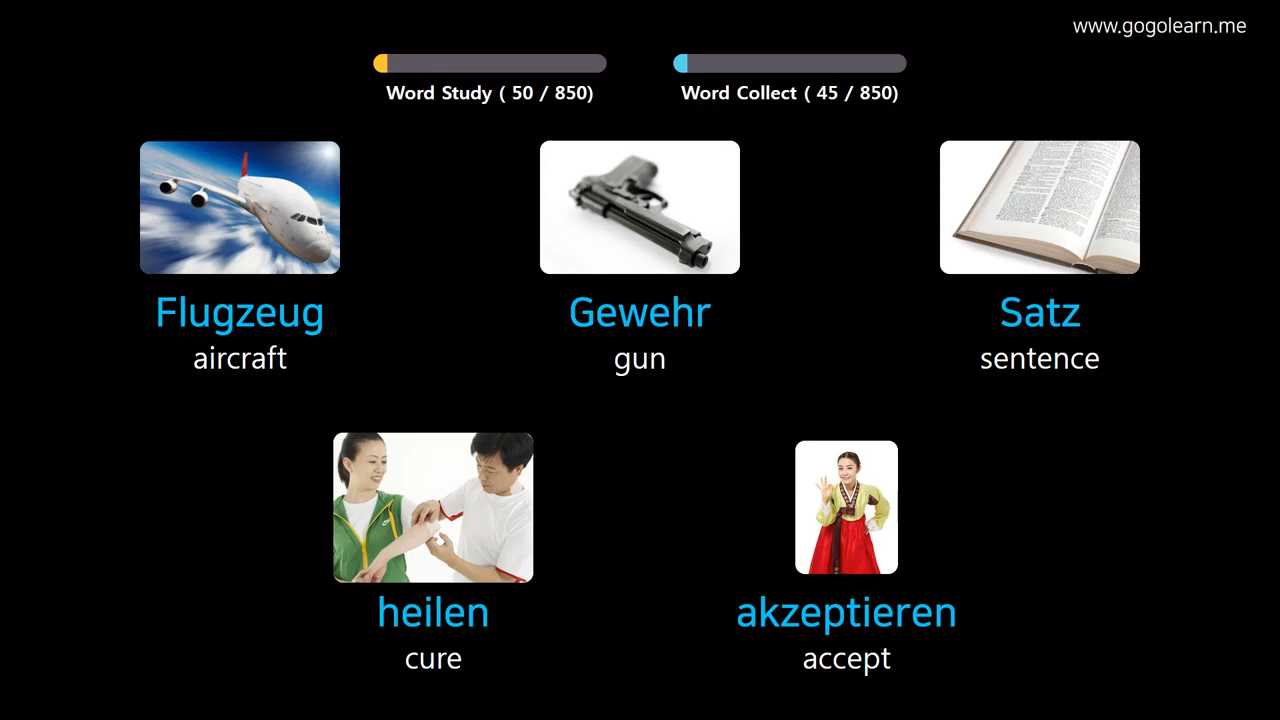 www.gogolearn.me
Word Study ( 50 / 850)
Word Collect ( 45 / 850)
Flugzeug
aircraft
Gewehr
gun
Satz
sentence
heilen
cure
akzeptieren
accept